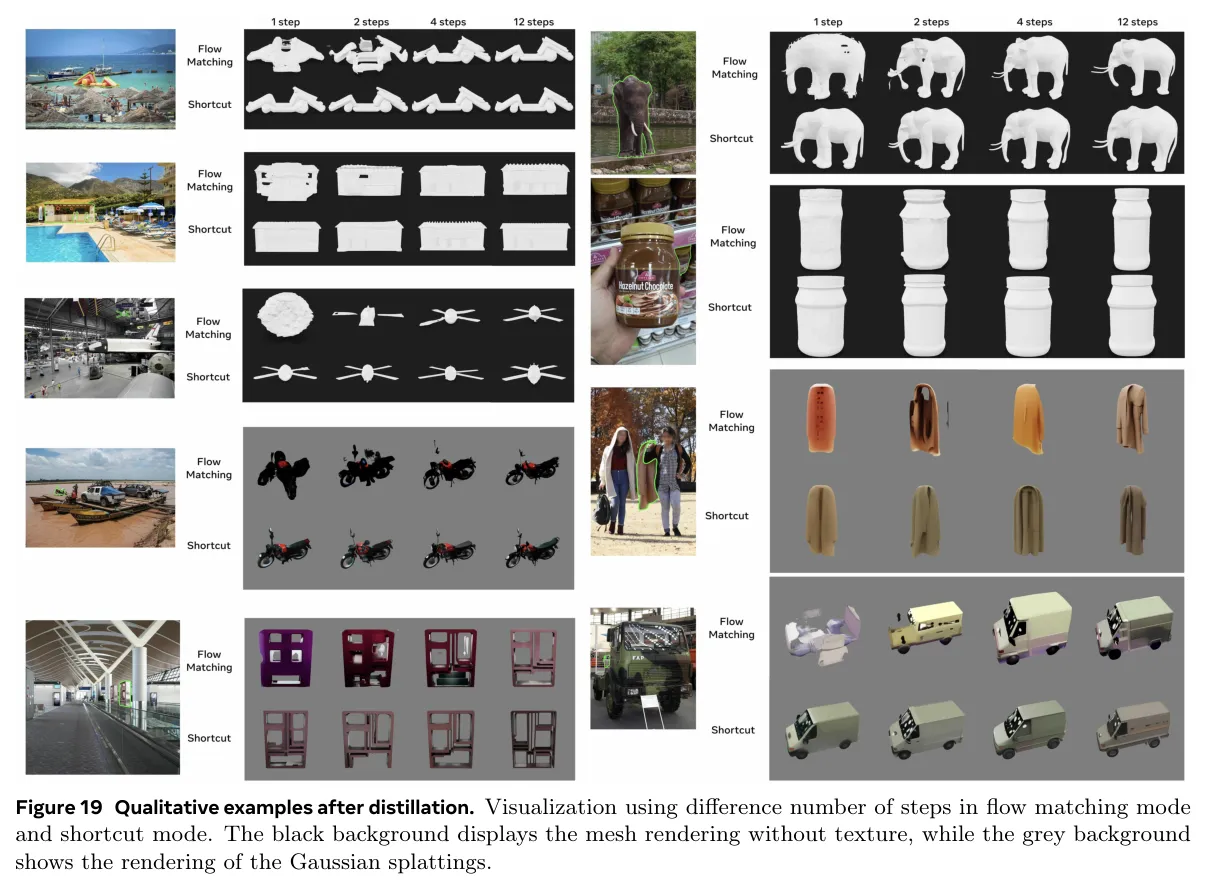 1 step 2 steps 4 steps 12 steps
Flow
Matching
Shortcut
Flow
Matching
Shortcut
Flow
Matching
Shortcut
Flow
Matching
Shortcut
Flow
Matching
Shortcut
1 step 2 steps 4 steps 12 steps
Flow
Matching
Shortcut
Hazelnut Chocolate
Flow
Matching
Shortcut
Flow
Matching
Shortcut
FAP
Flow
Matching
Shortcut
Figure 19 Qualitative examples after distillation. Visualization using difference number of steps in flow matching mode
and shortcut mode. The black background displays the mesh rendering without texture, while the grey background
shows the rendering of the Gaussian splattings.